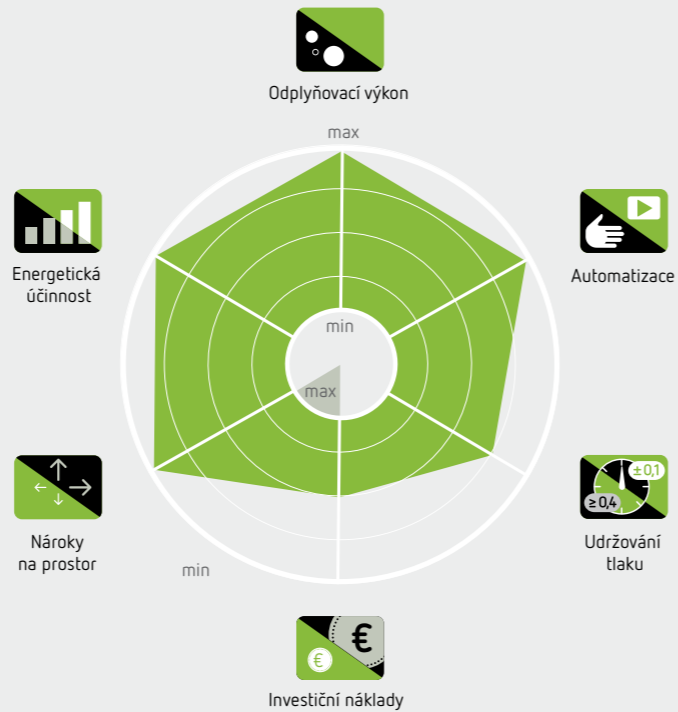 Odplyňovací výkon
max
Energetická
účinnost
Automatizace
min
max
± 0,1
≥ 0,4
Nároky
na prostor
Udržování
tlaku
min
€
€
Investiční náklady